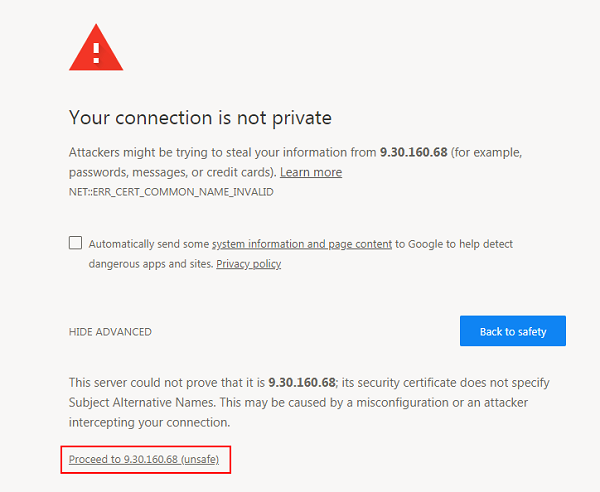 Your connection is not private
Attackers might be trying to steal your information from 9.30.160.68 (for example,
passwords, messages, or credit cards). Learn more
NET::ERR_CERT_COMMON_NAME_INVALID
Automatically send some system information and page content to Google to help detect
dangerous apps and sites. Privacy policy
HIDE ADVANCED
Back to safety
This server could not prove that it is 9.30.160.68; its security certificate does not specify
Subject Alternative Names. This may be caused by a misconfiguration or an attacker
intercepting your connection.
Proceed to 9.30.160.68 (unsafe)